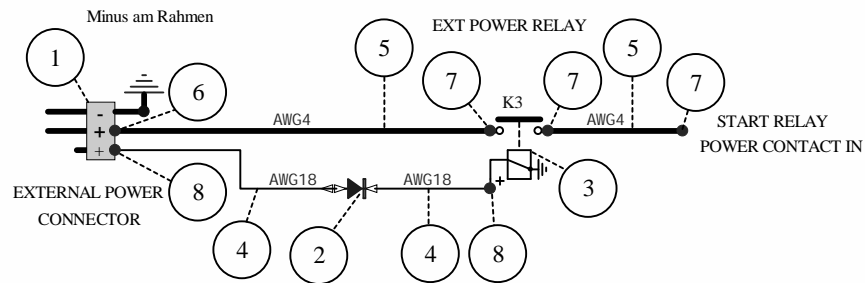 Minus am Rahmen
EXT POWER RELAY
1
6
5
7
7
5
7
K3
-
-
+
+
AWG4
AWG4
START RELAY
POWER CONTACT IN
EXTERNAL POWER
CONNECTOR
8
AWG18
AWG18
+
3
4
2
4
8